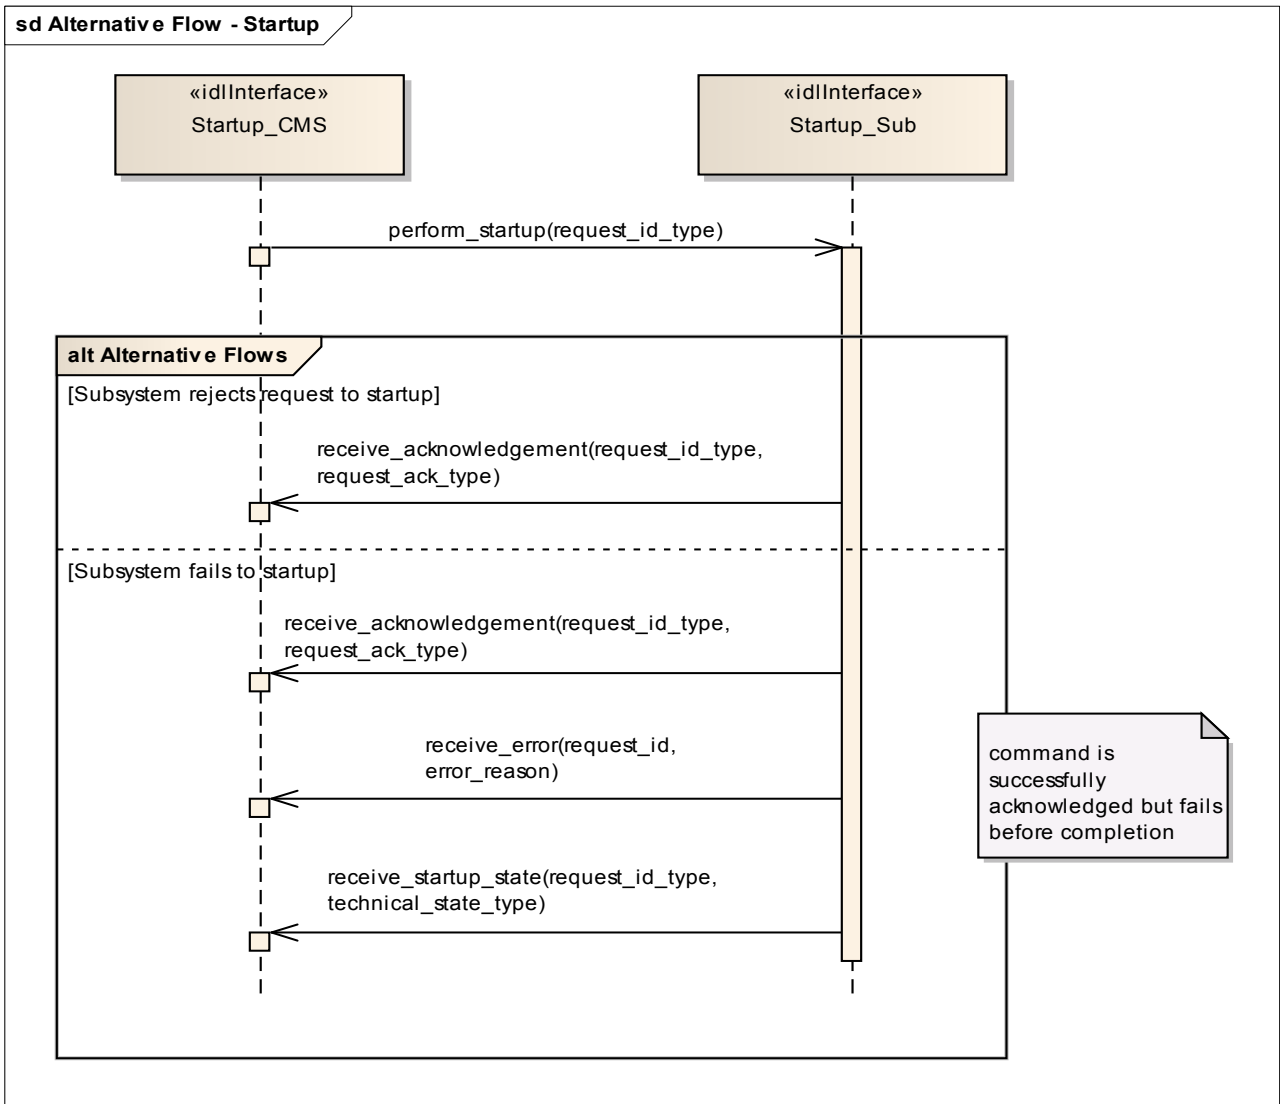 sd Alternative Flow - Startup
«idlInterface»
Startup_CMS
«idlInterface»
Startup_Sub
perform_startup(request_id_type)
alt Alternative Flows
[Subsystem rejects request to startup]
receive_acknowledgement(request_id_type,
request_ack_type)
[Subsystem fails to startup]
receive_acknowledgement(request_id_type,
request_ack_type)
receive_error(request_id,
error_reason)
command is
successfully
acknowledged but fails
before completion
receive_startup_state(request_id_type,
technical_state_type)